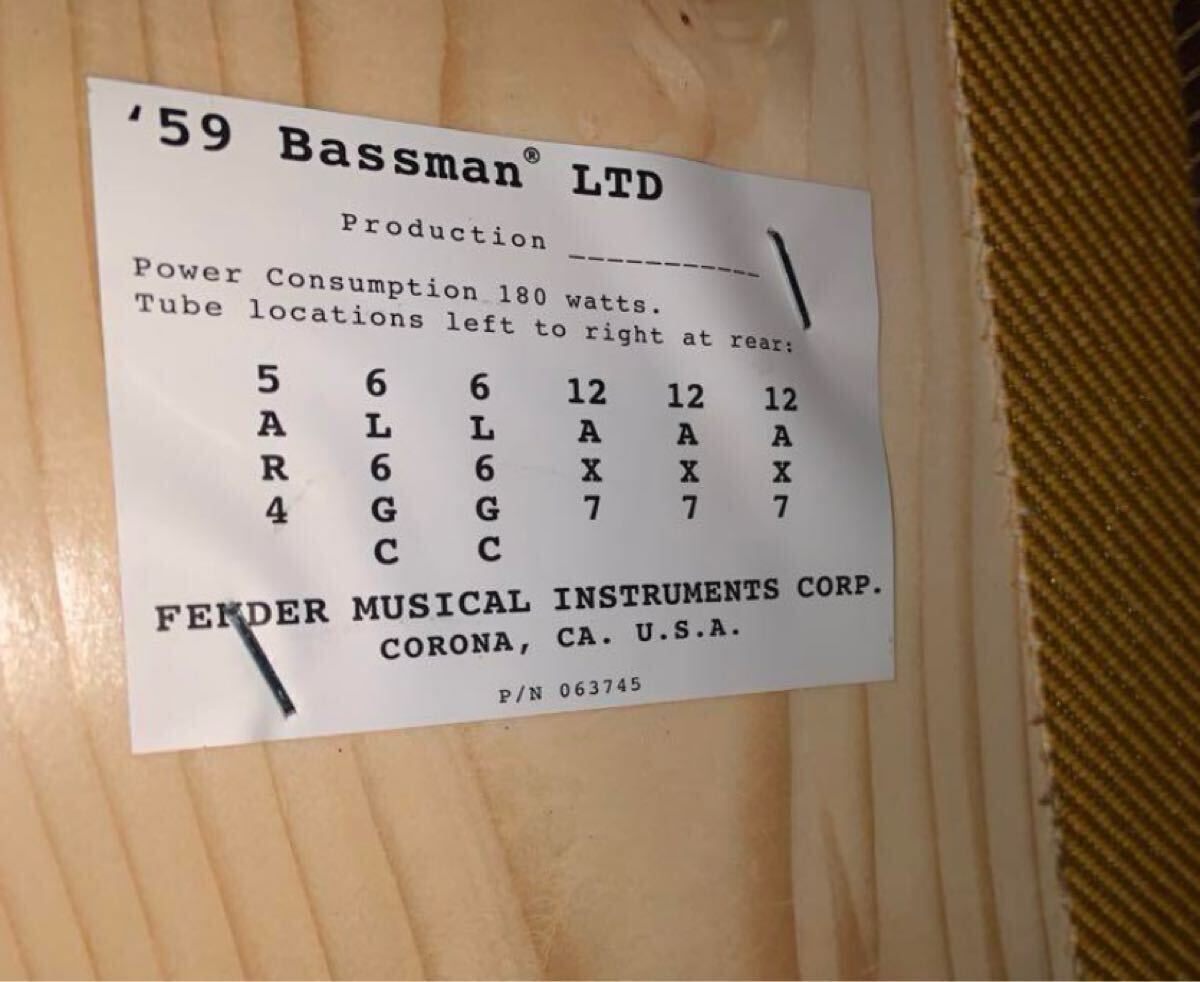 '59 Bassman® LTD
Production ___________
Power Consumption 180 watts.
Tube locations left to right at rear:
5 6 6 12 12 12
A L L A A A
R 6 6 X X X
4 G G 7 7 7
C C
FENDER MUSICAL INSTRUMENTS CORP.
CORONA, CA. U.S.A.
P/N 063745